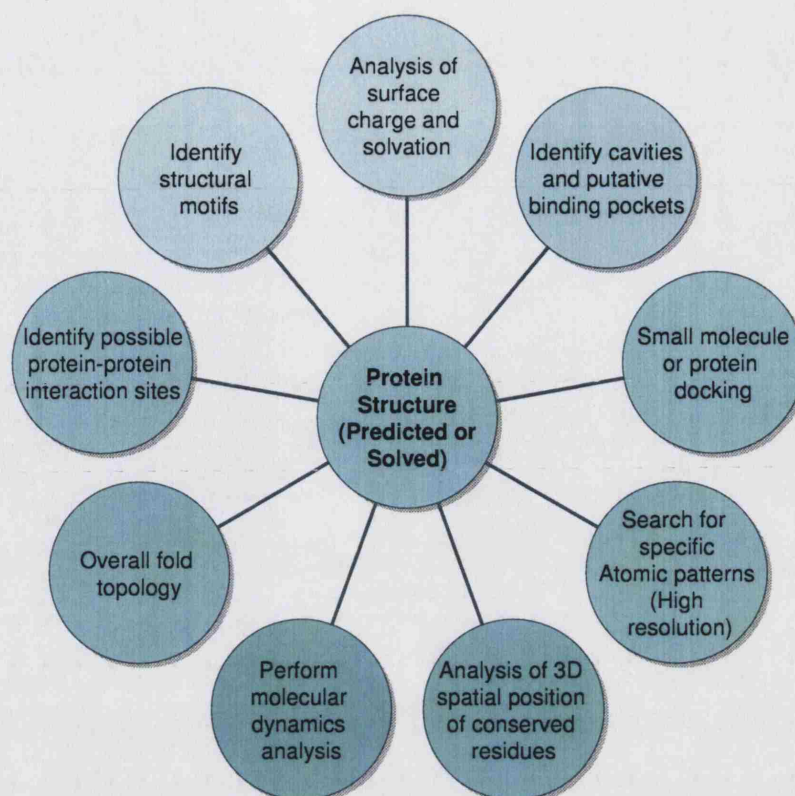 Analysis of
surface
charge and
solvation
Identify
structural
motifs
Identify cavities
and putative
binding pockets
Identify possible
protein-protein
interaction sites
Small molecule
or protein
docking
Protein
Structure
(Predicted or
Solved)
Overall fold
topology
Search for
specific
Atomic patterns
(High
resolution)
Perform
molecular
dynamics
analysis
Analysis of 3D
spatial position
of conserved
residues